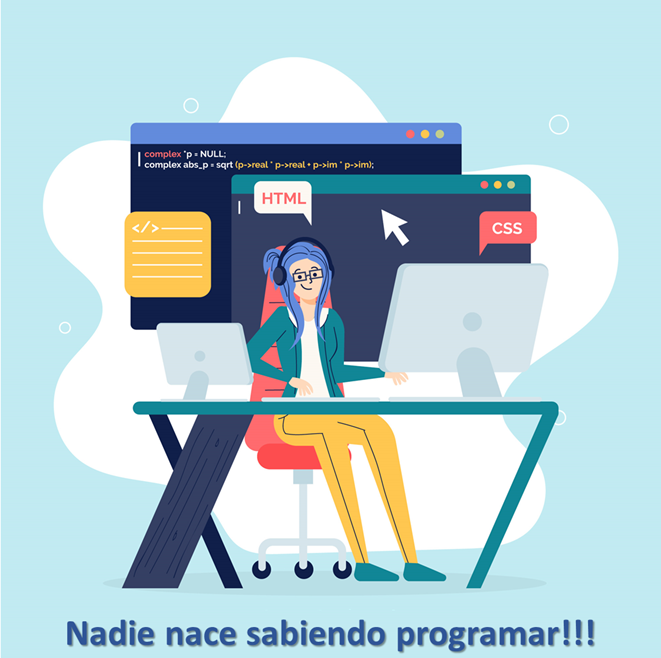 complex *p = NULL;
complex abs_p = sqrt (p->real * p->real + p->im * p->im);
HTML
</>
CSS
Nadie nace sabiendo programar!!!